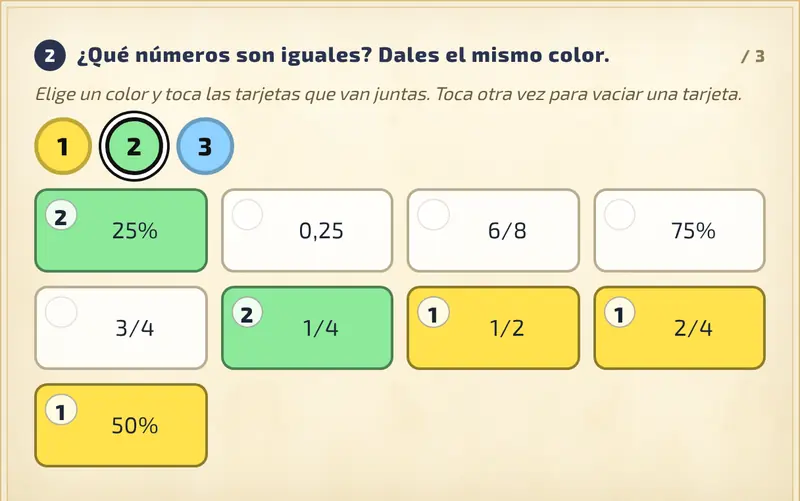 2 ¿Qué números son iguales? Dales el mismo color. / 3
Elige un color y toca las tarjetas que van juntas. Toca otra vez para vaciar una tarjeta.
1 2 3
2 25% 0,25 6/8 75%
3/4 2 1/4 1 1/2 1 2/4
1 50%